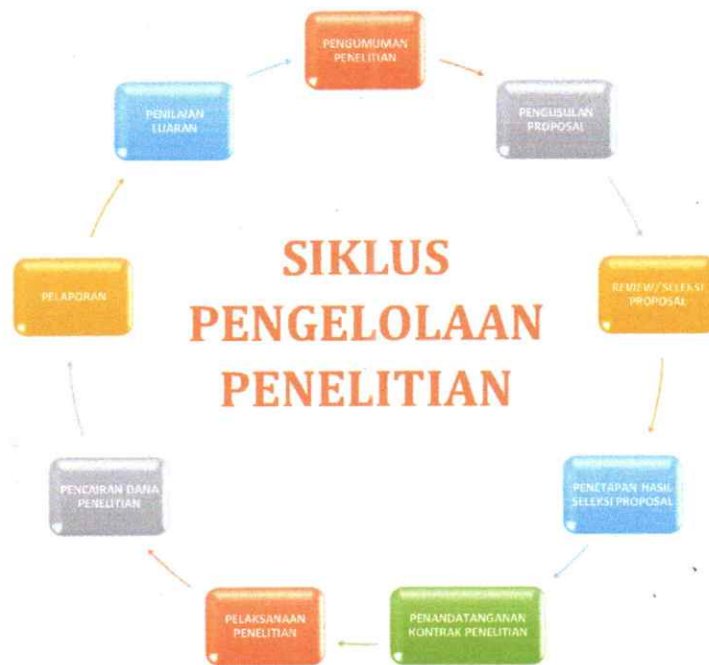 PENGUMUMAN
PENELITIAN
PENGUSULAN
PROPOSAL
REVIEW/SELEKSI
PROPOSAL
PENETAPAN HASIL
SELEKSI PROPOSAL
PENANDATANGANAN
KONTRAK PENELITIAN
PELAKSANAAN
PENELITIAN
PENCAIRAN DANA
PENELITIAN
PELAPORAN
PENILAIAN
LUARAN
SIKLUS
PENGELOLAAN
PENELITIAN